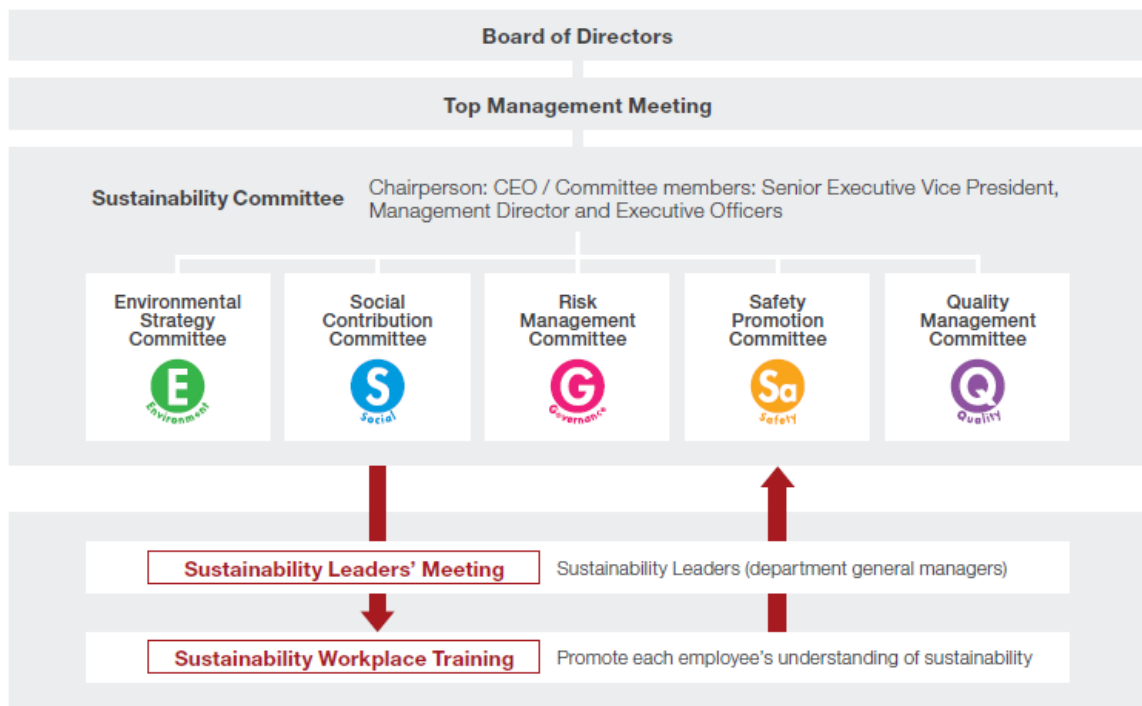 Board of Directors
Top Management Meeting
Sustainability Committee
Chairperson: CEO / Committee members: Senior Executive Vice President,
Management Director and Executive Officers
Environmental
Strategy
Committee
E
Environment
Social
Contribution
Committee
S
Social
Risk
Management
Committee
G
Governance
Safety
Promotion
Committee
Sa
Safety
Quality
Management
Committee
Q
Quality
Sustainability Leaders' Meeting
Sustainability Leaders (department general managers)
Sustainability Workplace Training
Promote each employee's understanding of sustainability